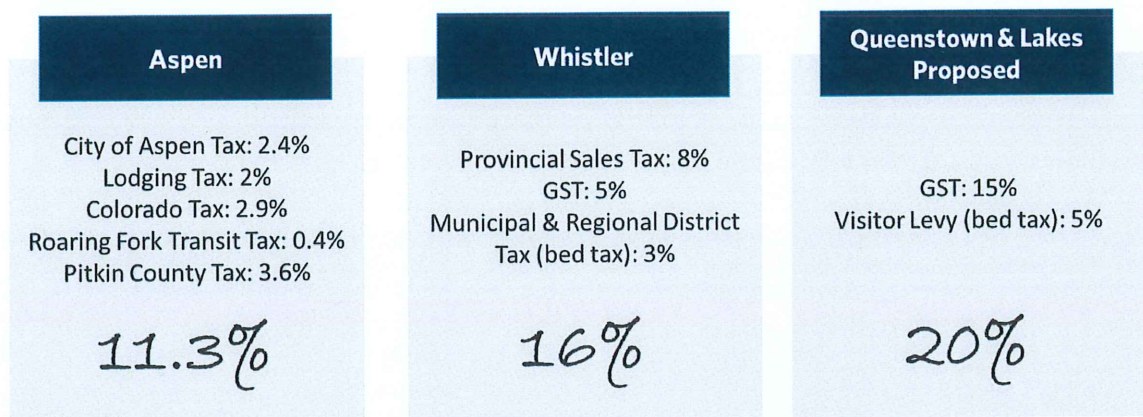 Aspen
City of Aspen Tax: 2.4%
Lodging Tax: 2%
Colorado Tax: 2.9%
Roaring Fork Transit Tax: 0.4%
Pitkin County Tax: 3.6%
11.3%
Whistler
Provincial Sales Tax: 8%
GST: 5%
Municipal & Regional District
Tax (bed tax): 3%
16%
Queenstown & Lakes
Proposed
GST: 15%
Visitor Levy (bed tax): 5%
20%